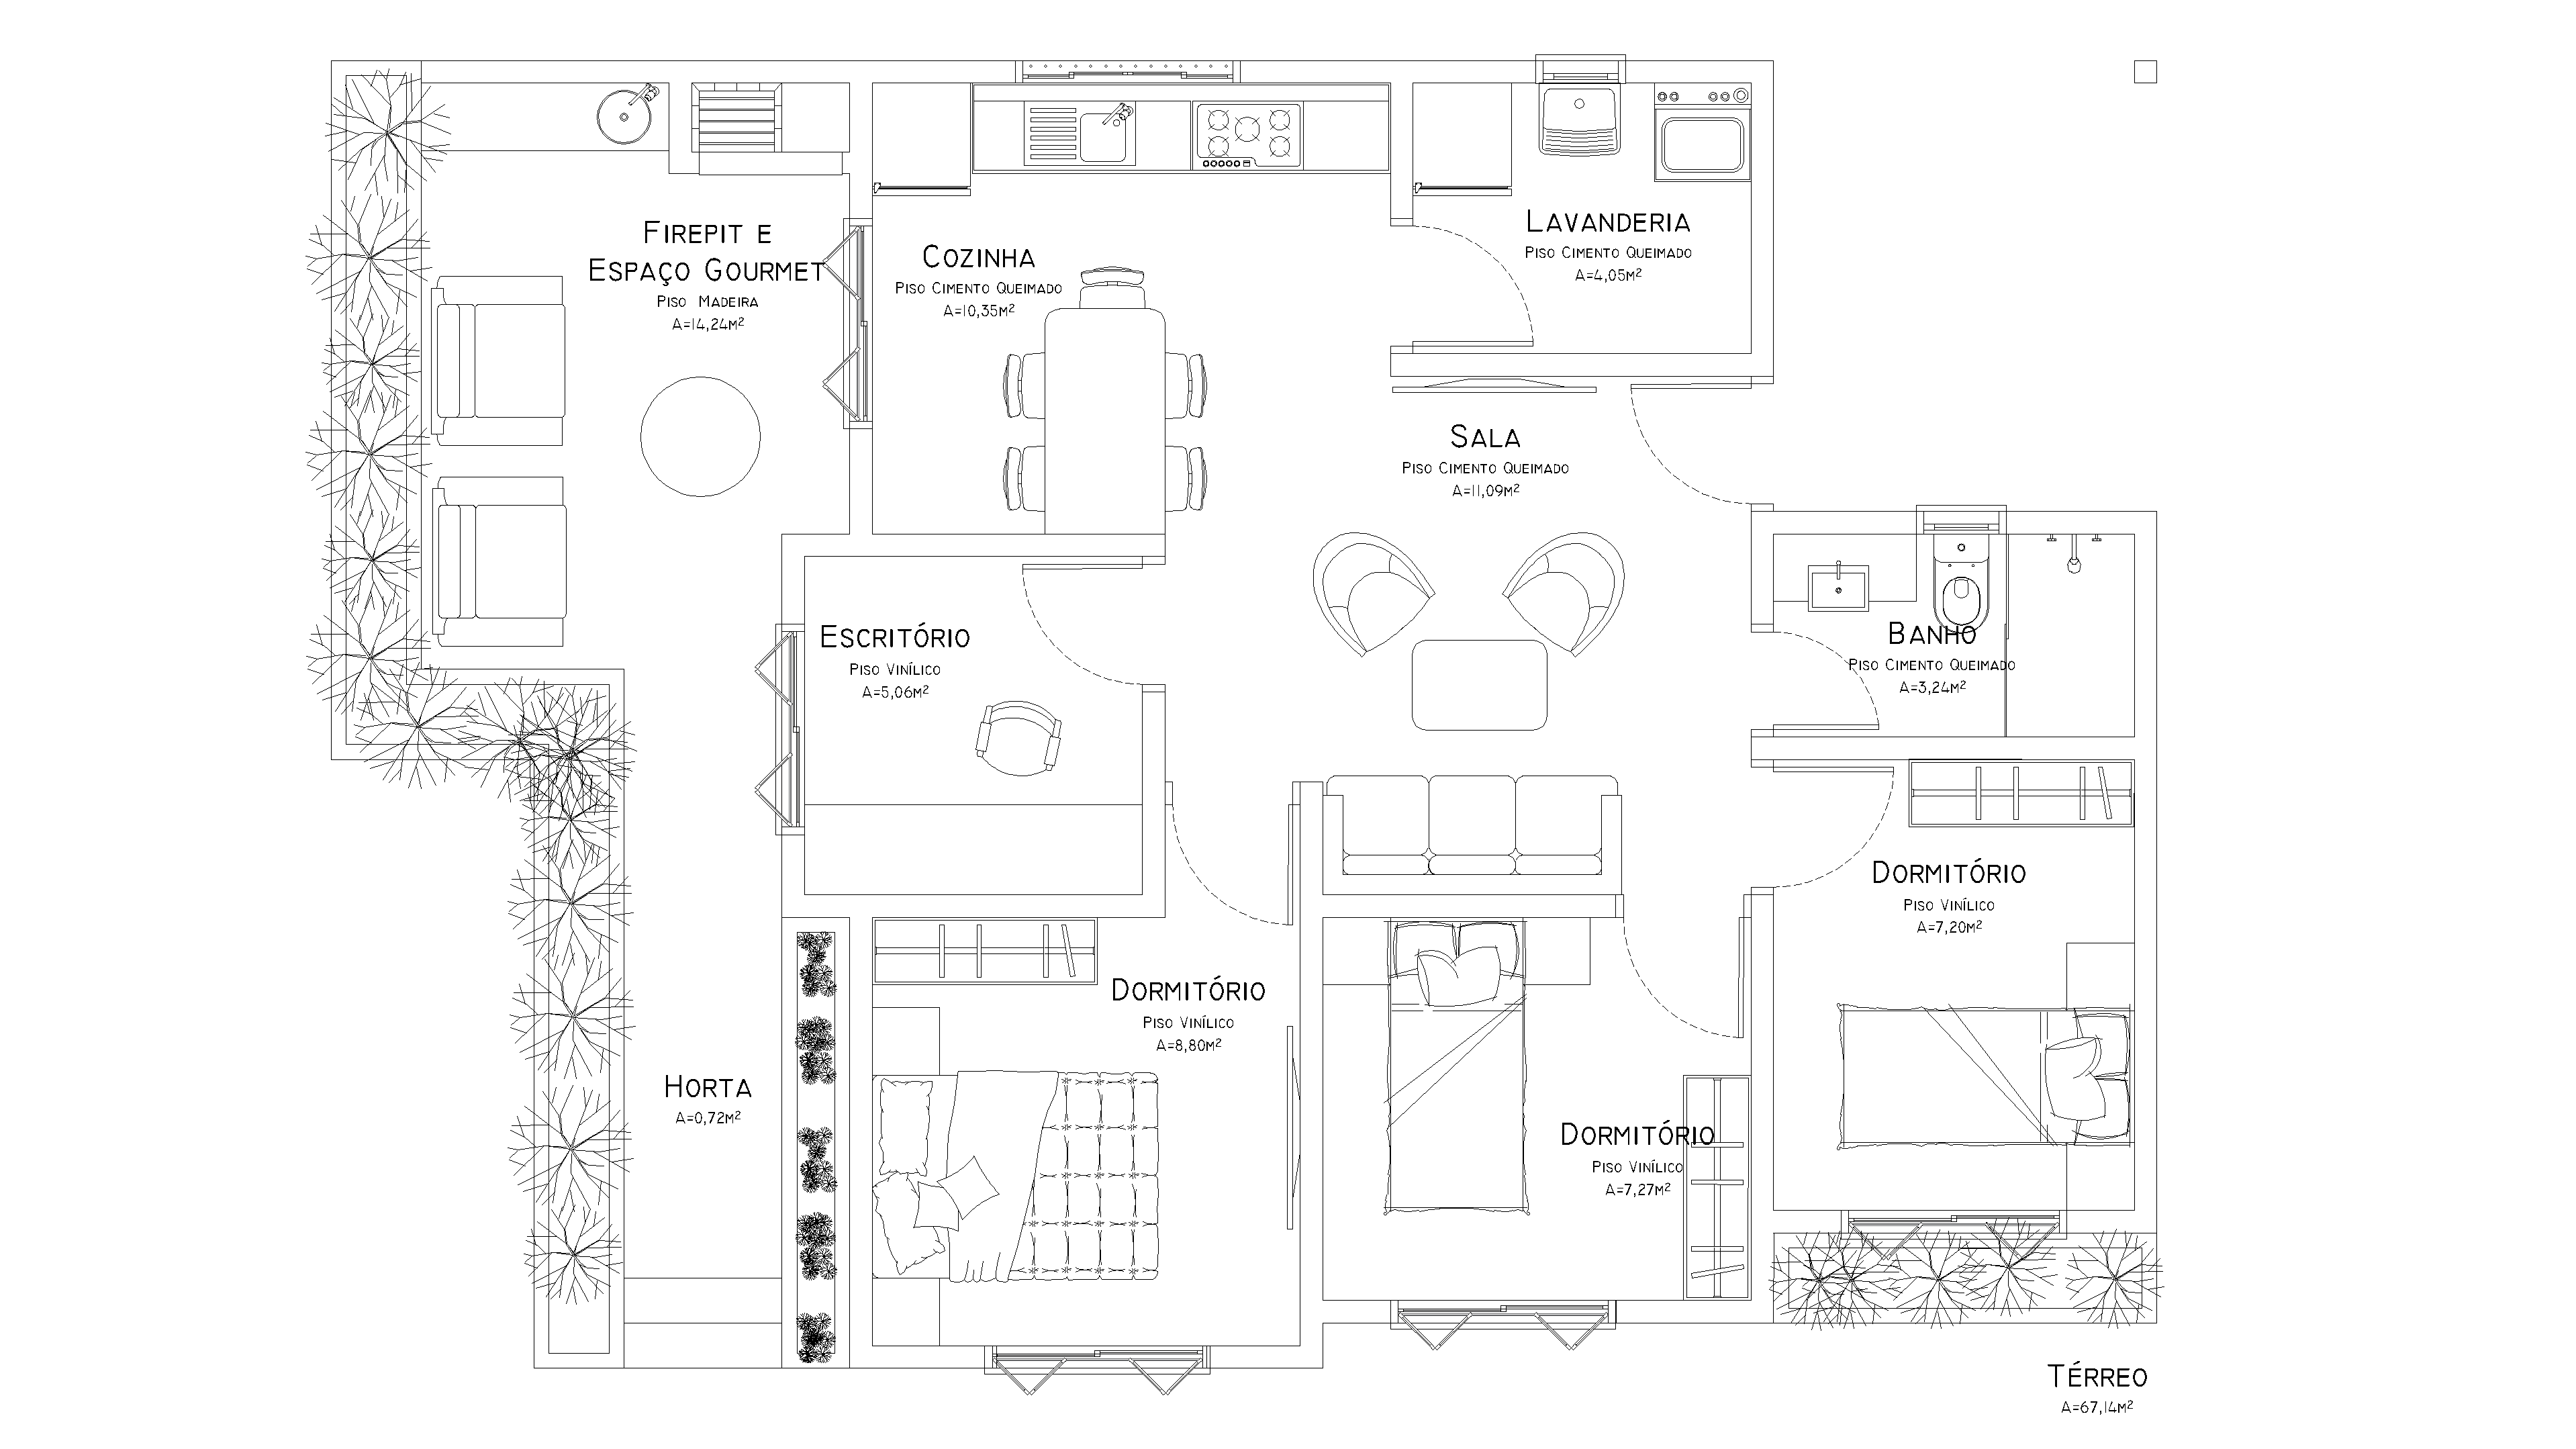 FIREPIT E
ESPAÇO GOURMET
PISO MADEIRA
A=14,24M²
COZINHA
PISO CIMENTO QUEIMADO
A=10,35M²
LAVANDERIA
PISO CIMENTO QUEIMADO
A=4,05M²
SALA
PISO CIMENTO QUEIMADO
A=11,09M²
ESCRITÓRIO
PISO VINÍLICO
A=5,06M²
BANHO
PISO CIMENTO QUEIMADO
A=3,24M²
DORMITÓRIO
PISO VINÍLICO
A=7,20M²
DORMITÓRIO
PISO VINÍLICO
A=8,80M²
HORTA
A=0,72M²
DORMITÓRIO
PISO VINÍLICO
A=7,27M²
TÉRREO
A=67,14M²